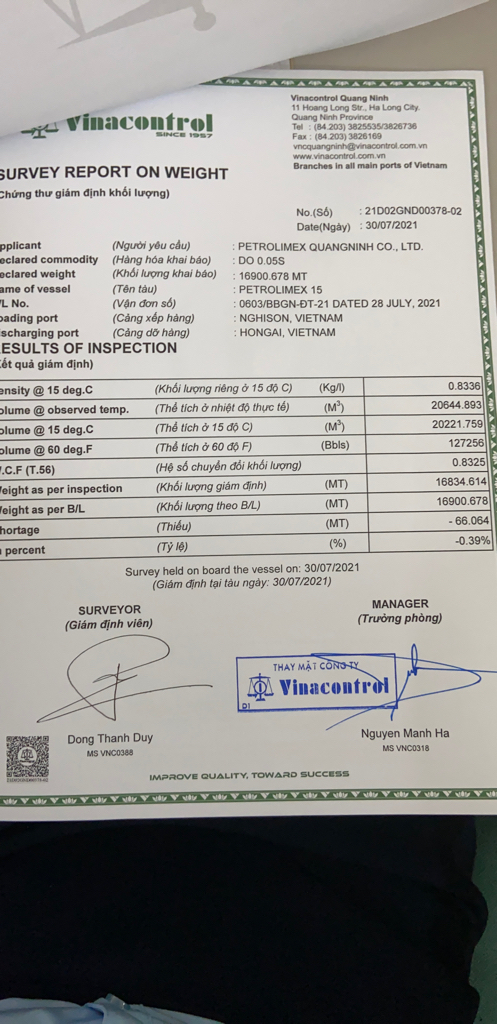 Vinacontrol
SINCE 1957
Vinacontrol Quang Ninh
11 Hoang Long Str., Ha Long City.
Quang Ninh Province
Tel : (84.203) 3825535/3826736
Fax : (84.203) 3826169
vncquangninh@vinacontrol.com.vn
www.vinacontrol.com.vn
Branches in all main ports of Vietnam
SURVEY REPORT ON WEIGHT
Chứng thư giám định khối lượng)
No.(Số) : 21D02GND00378-02
Date(Ngày) : 30/07/2021
pplicant (Người yêu cầu) : PETROLIMEX QUANGNINH CO., LTD.
eclared commodity (Hàng hóa khai báo) : DO 0.05S
eclared weight (Khối lượng khai báo) : 16900.678 MT
ame of vessel (Tên tàu) : PETROLIMEX 15
/L No. (Vận đơn số) : 0603/BBGN-ĐT-21 DATED 28 JULY, 2021
oading port (Cảng xếp hàng) : NGHISON, VIETNAM
scharging port (Cảng dỡ hàng) : HONGAI, VIETNAM
ESULTS OF INSPECTION
ết quả giám định)
ensity @ 15 deg.C (Khối lượng riêng ở 15 độ C) (Kg/l) 0.8336
olume @ observed temp. (Thể tích ở nhiệt độ thực tế) (M³) 20644.893
olume @ 15 deg.C (Thể tích ở 15 độ C) (M³) 20221.759
olume @ 60 deg.F (Thể tích ở 60 độ F) (Bbls) 127256
.C.F (T.56) (Hệ số chuyển đổi khối lượng) 0.8325
eight as per inspection (Khối lượng giám định) (MT) 16834.614
eight as per B/L (Khối lượng theo B/L) (MT) 16900.678
hortage (Thiếu) (MT) - 66.064
percent (Tỷ lệ) (%) -0.39%
Survey held on board the vessel on: 30/07/2021
(Giám định tại tàu ngày: 30/07/2021)
SURVEYOR
(Giám định viên)
MANAGER
(Trưởng phòng)
THAY MẶT CÔNG TY
Vinacontrol
D1
Dong Thanh Duy
MS VNC0388
Nguyen Manh Ha
MS VNC0318
IMPROVE QUALITY, TOWARD SUCCESS